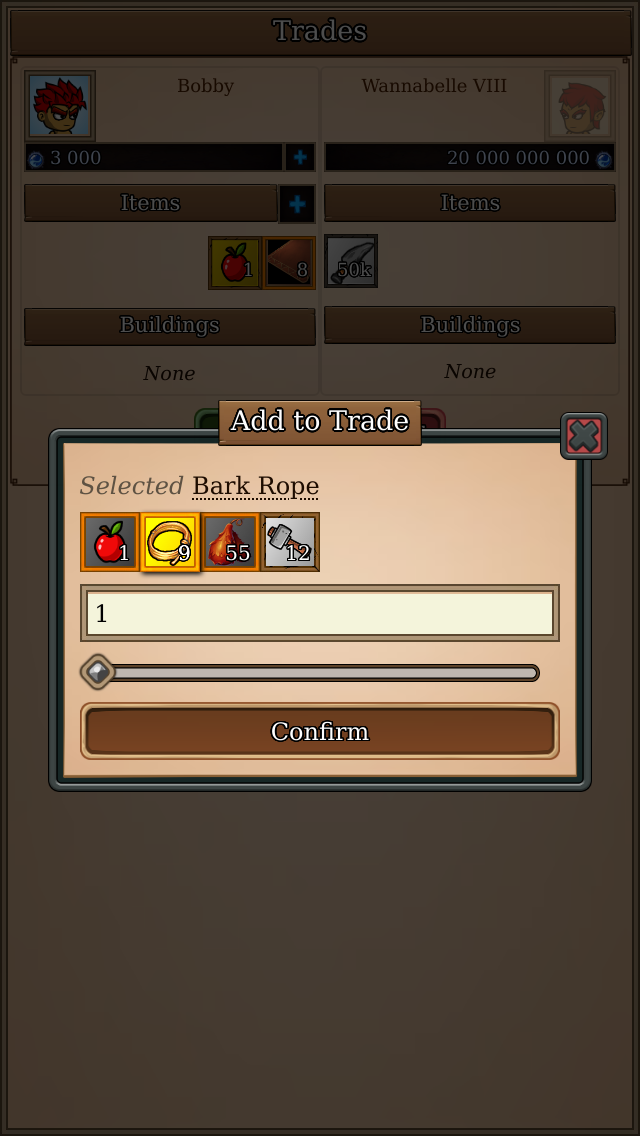 Trades
Bobby
Wannabelle VIII
3 000
20 000 000 000
Items
Items
1
8
50k
Buildings
Buildings
None
None
Add to Trade
Selected Bark Rope
1
9
55
12
1
Confirm